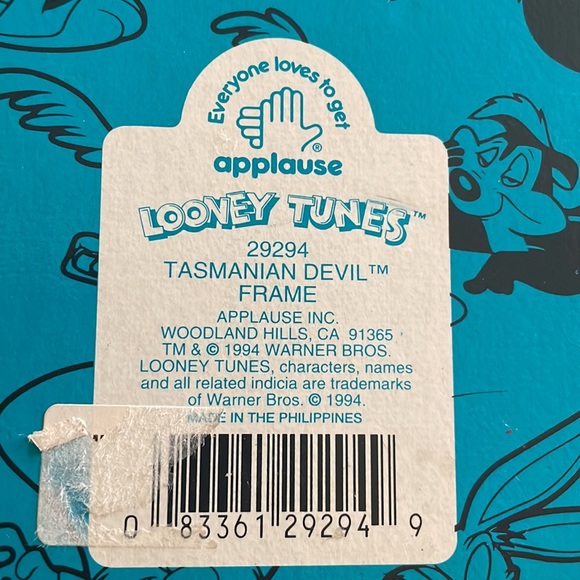 Everyone loves to get
®
applause
LOONEY TUNES™
29294
TASMANIAN DEVIL™
FRAME
APPLAUSE INC.
WOODLAND HILLS, CA 91365
TM & © 1994 WARNER BROS.
LOONEY TUNES, characters, names
and all related indicia are trademarks
of Warner Bros. © 1994.
MADE IN THE PHILIPPINES
0 83361 29294 9